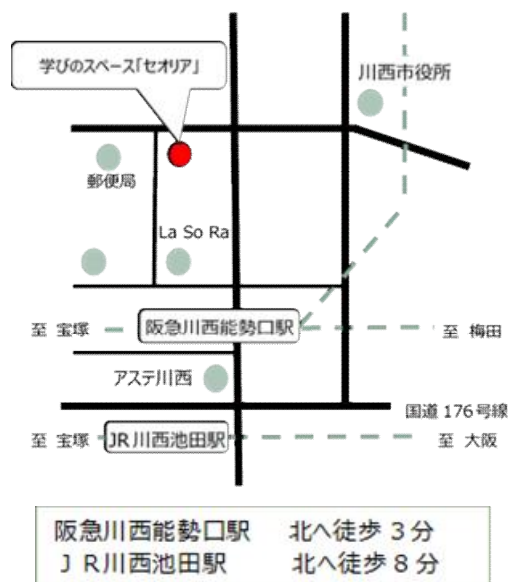 学びのスペース「セオリア」
川西市役所
郵便局
La So Ra
至 宝塚
阪急川西能勢口駅
至 梅田
アステ川西
国道 176 号線
至 宝塚
JR川西池田駅
至 大阪
阪急川西能勢口駅 北へ徒歩 3 分
ＪＲ川西池田駅 北へ徒歩 8 分